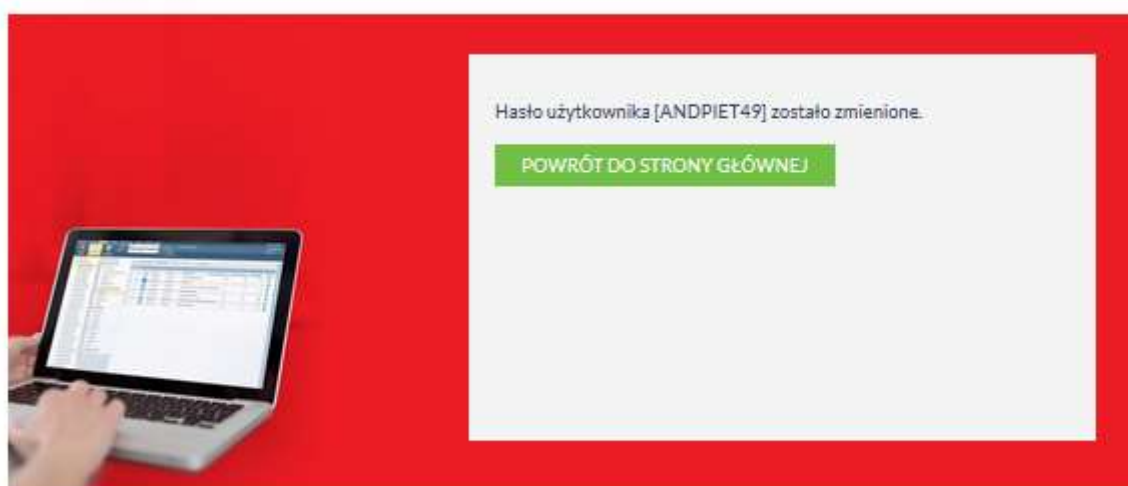 Hasło użytkownika [ANDPIET49] zostało zmienione.
POWRÓT DO STRONY GŁÓWNEJ